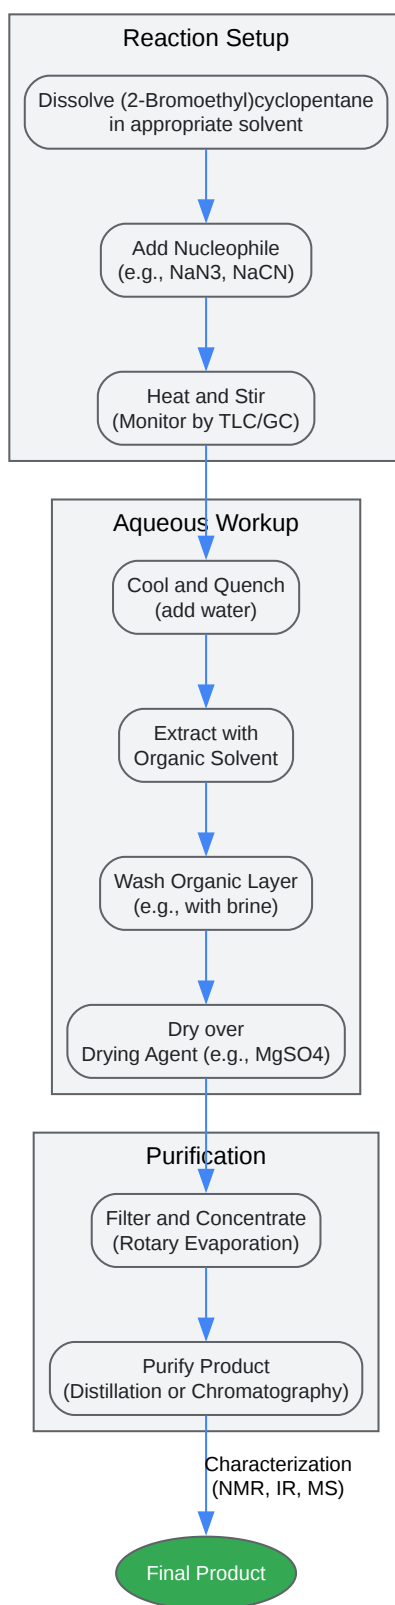 Reaction Setup
Dissolve (2-Bromoethyl)cyclopentane
in appropriate solvent
Add Nucleophile
(e.g., NaN3, NaCN)
Heat and Stir
(Monitor by TLC/GC)
Aqueous Workup
Cool and Quench
(add water)
Extract with
Organic Solvent
Wash Organic Layer
(e.g., with brine)
Dry over
Drying Agent (e.g., MgSO4)
Purification
Filter and Concentrate
(Rotary Evaporation)
Purify Product
(Distillation or Chromatography)
Characterization
(NMR, IR, MS)
Final Product